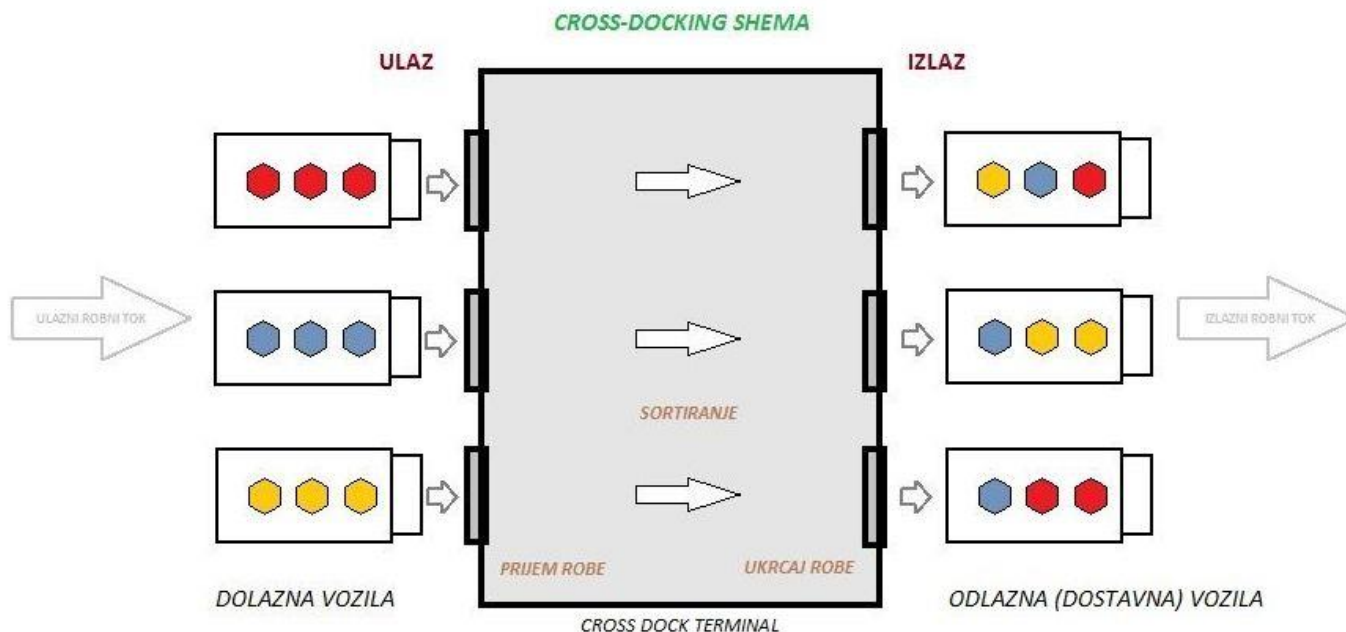 CROSS-DOCKING SHEMA
ULAZ
IZLAZ
ULAZNI ROBNI TOK
IZLAZNI ROBNI TOK
SORTIRANJE
PRIJEM ROBE
UKRCAJ ROBE
DOLAZNA VOZILA
ODLAZNA (DOSTAVNA) VOZILA
CROSS DOCK TERMINAL